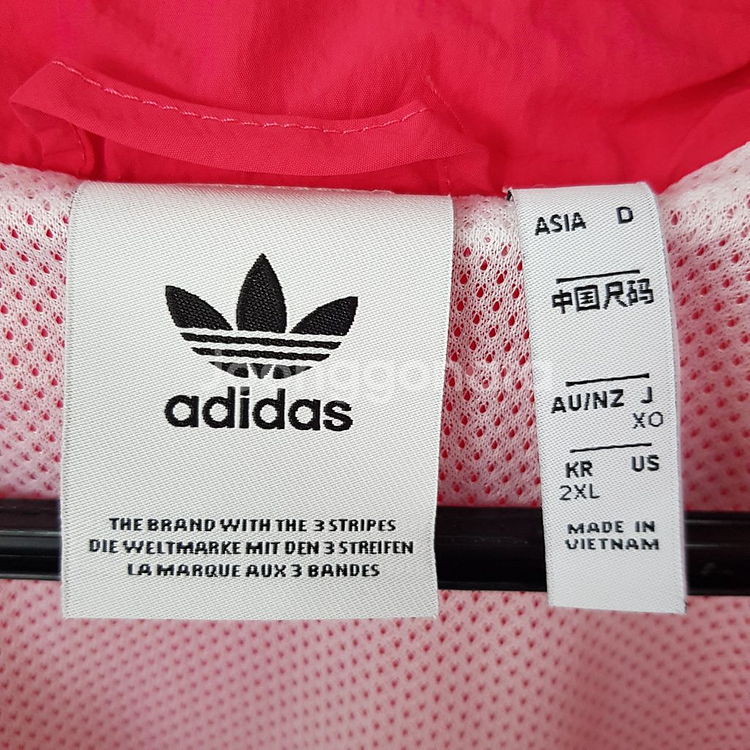 adidas
THE BRAND WITH THE 3 STRIPES
DIE WELTMARKE MIT DEN 3 STREIFEN
LA MARQUE AUX 3 BANDES
ASIA D
中国尺码
AU/NZ J
XO
KR US
2XL
MADE IN
VIETNAM
joonggonara